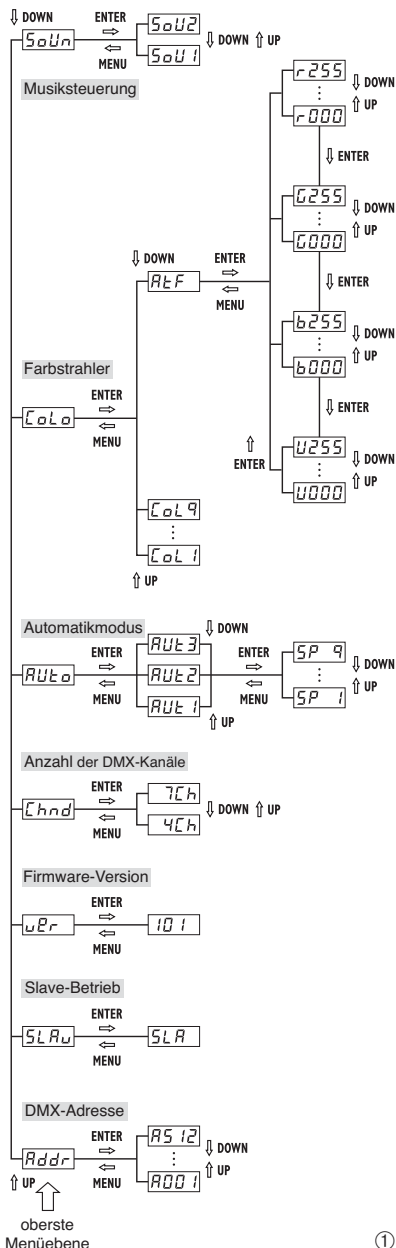 DOWN ENTER
SoUn SoU2
MENU SoU1 DOWN UP
Musiksteuerung
r255 DOWN
r000 UP
ENTER
G255 DOWN
G000 UP
DOWN ENTER
AtF MENU
ENTER
b255 DOWN
b000 UP
Farbstrahler
ENTER
CoLo MENU
ENTER
ENTER
U255 DOWN
U000 UP
CoL9
CoL1
UP
Automatikmodus
ENTER AUt3 DOWN ENTER SP 9
AUto AUt2 DOWN
MENU AUt1 MENU SP 1 UP
UP
Anzahl der DMX-Kanäle
ENTER 7Ch
Chnd DOWN UP
MENU 4Ch
Firmware-Version
ENTER
vEr 101
MENU
Slave-Betrieb
ENTER
SLAv SLA
MENU
DMX-Adresse
ENTER A512
Addr DOWN
UP MENU A001 UP
oberste
Menüebene
①